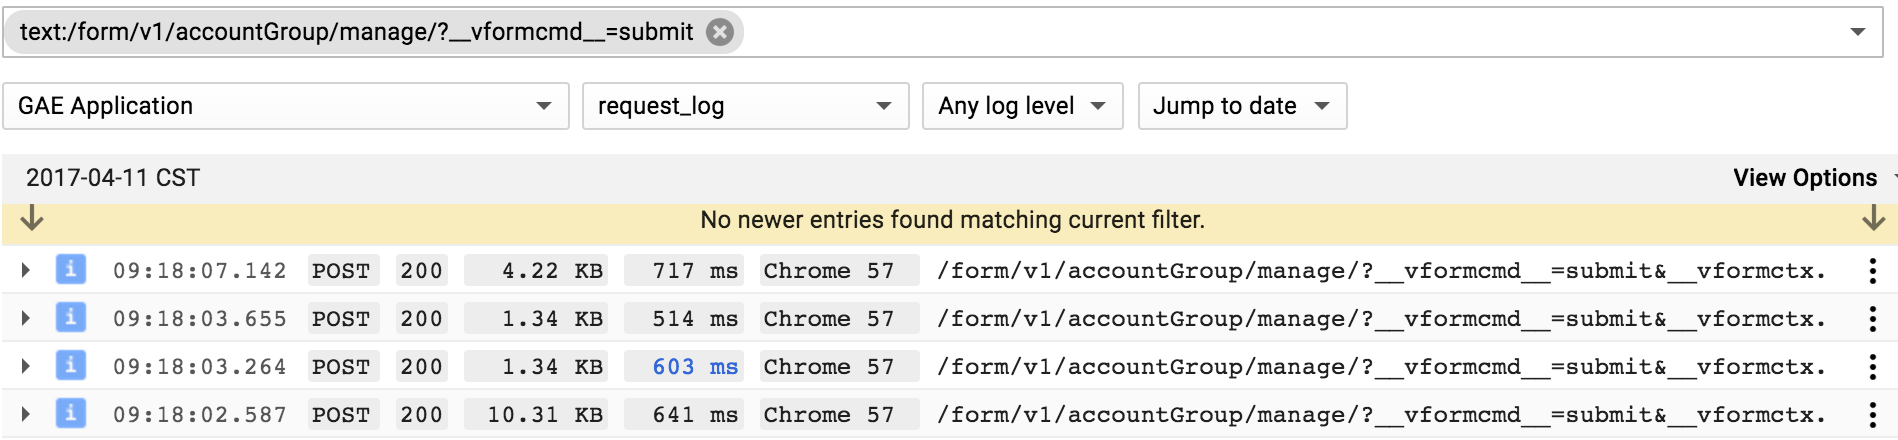 text:/form/v1/accountGroup/manage/?__vformcmd__=submit
GAE Application request_log Any log level Jump to date
2017-04-11 CST View Options
No newer entries found matching current filter.
i 09:18:07.142 POST 200 4.22 KB 717 ms Chrome 57 /form/v1/accountGroup/manage/?__vformcmd__=submit&__vformctx.
i 09:18:03.655 POST 200 1.34 KB 514 ms Chrome 57 /form/v1/accountGroup/manage/?__vformcmd__=submit&__vformctx.
i 09:18:03.264 POST 200 1.34 KB 603 ms Chrome 57 /form/v1/accountGroup/manage/?__vformcmd__=submit&__vformctx.
i 09:18:02.587 POST 200 10.31 KB 641 ms Chrome 57 /form/v1/accountGroup/manage/?__vformcmd__=submit&__vformctx.